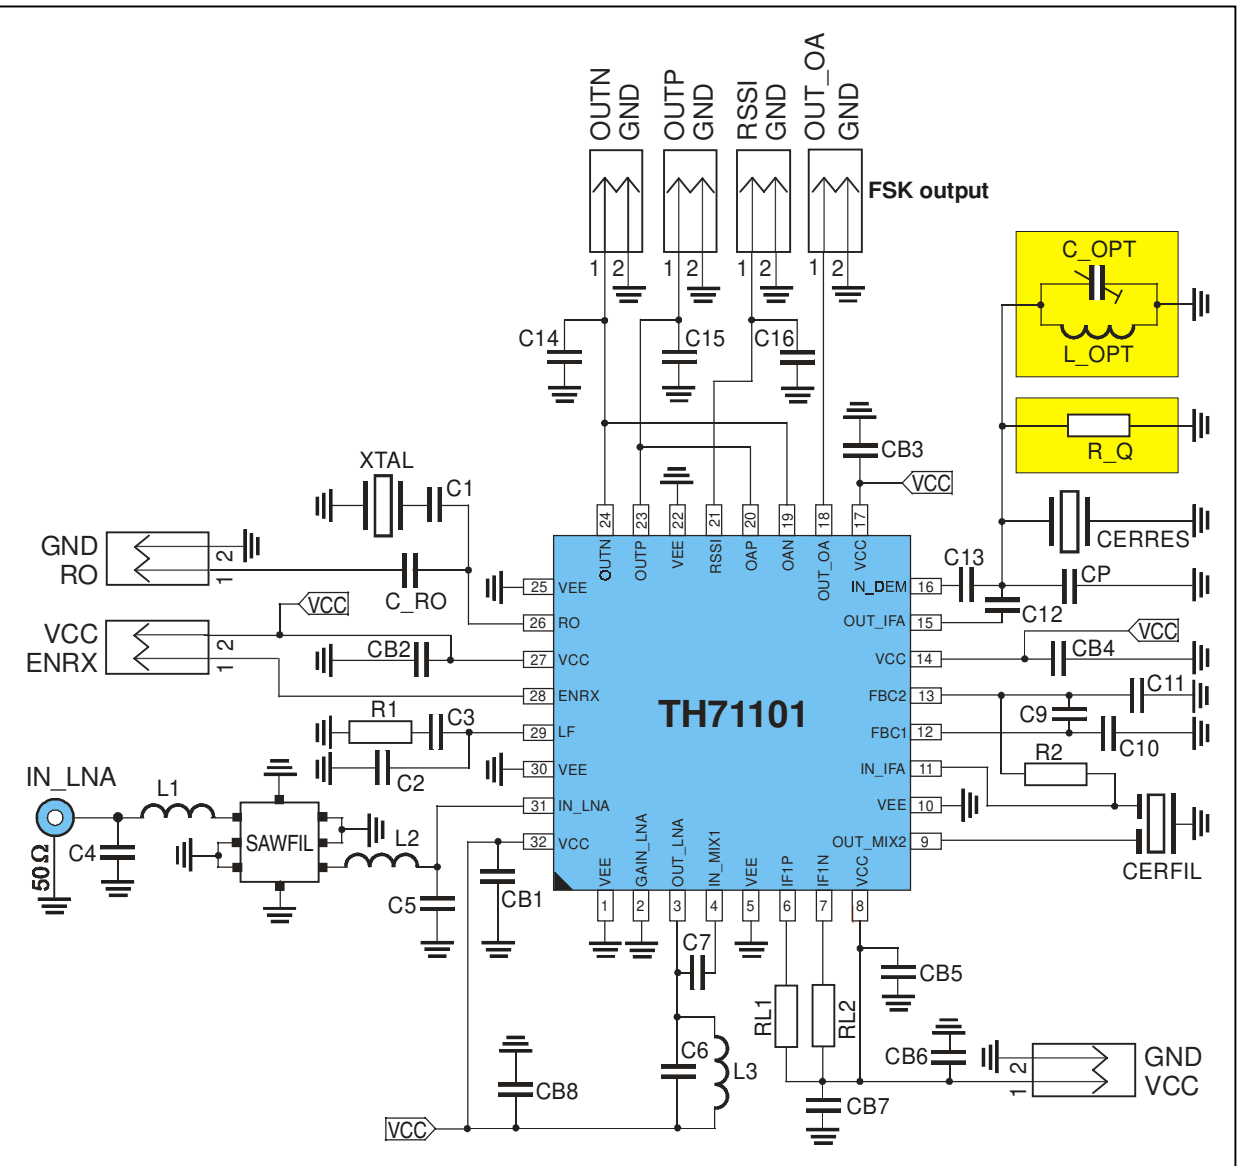 OUTN
GND
OUTP
GND
RSSI
GND
OUT_OA
GND
FSK output
1 2
1 2
1 2
1 2
C_OPT
L_OPT
C14
C15
C16
R_Q
CB3
VCC
XTAL
C1
CERRES
24 23 22 21 20 19 18 17
OUTN OUTP VEE RSSI OAP OAN OUT_OA VCC
GND
RO
2
1
C_RO
VCC
VCC
ENRX
2
1
CB2
25 VEE
26 RO
27 VCC
28 ENRX
29 LF
30 VEE
31 IN_LNA
32 VCC
TH71101
IN_DEM 16
OUT_IFA 15
VCC 14
FBC2 13
FBC1 12
IN_IFA 11
VEE 10
OUT_MIX2 9
C13
CP
C12
VCC
CB4
C11
C9
C10
R2
CERFIL
R1
C3
C2
IN_LNA
L1
50Ω
C4
SAWFIL
L2
C5
CB1
VEE GAIN_LNA OUT_LNA IN_MIX1 VEE IF1P IF1N VCC
1 2 3 4 5 6 7 8
C7
CB5
RL1
RL2
C6
L3
CB8
VCC
CB6
CB7
2
1
GND
VCC